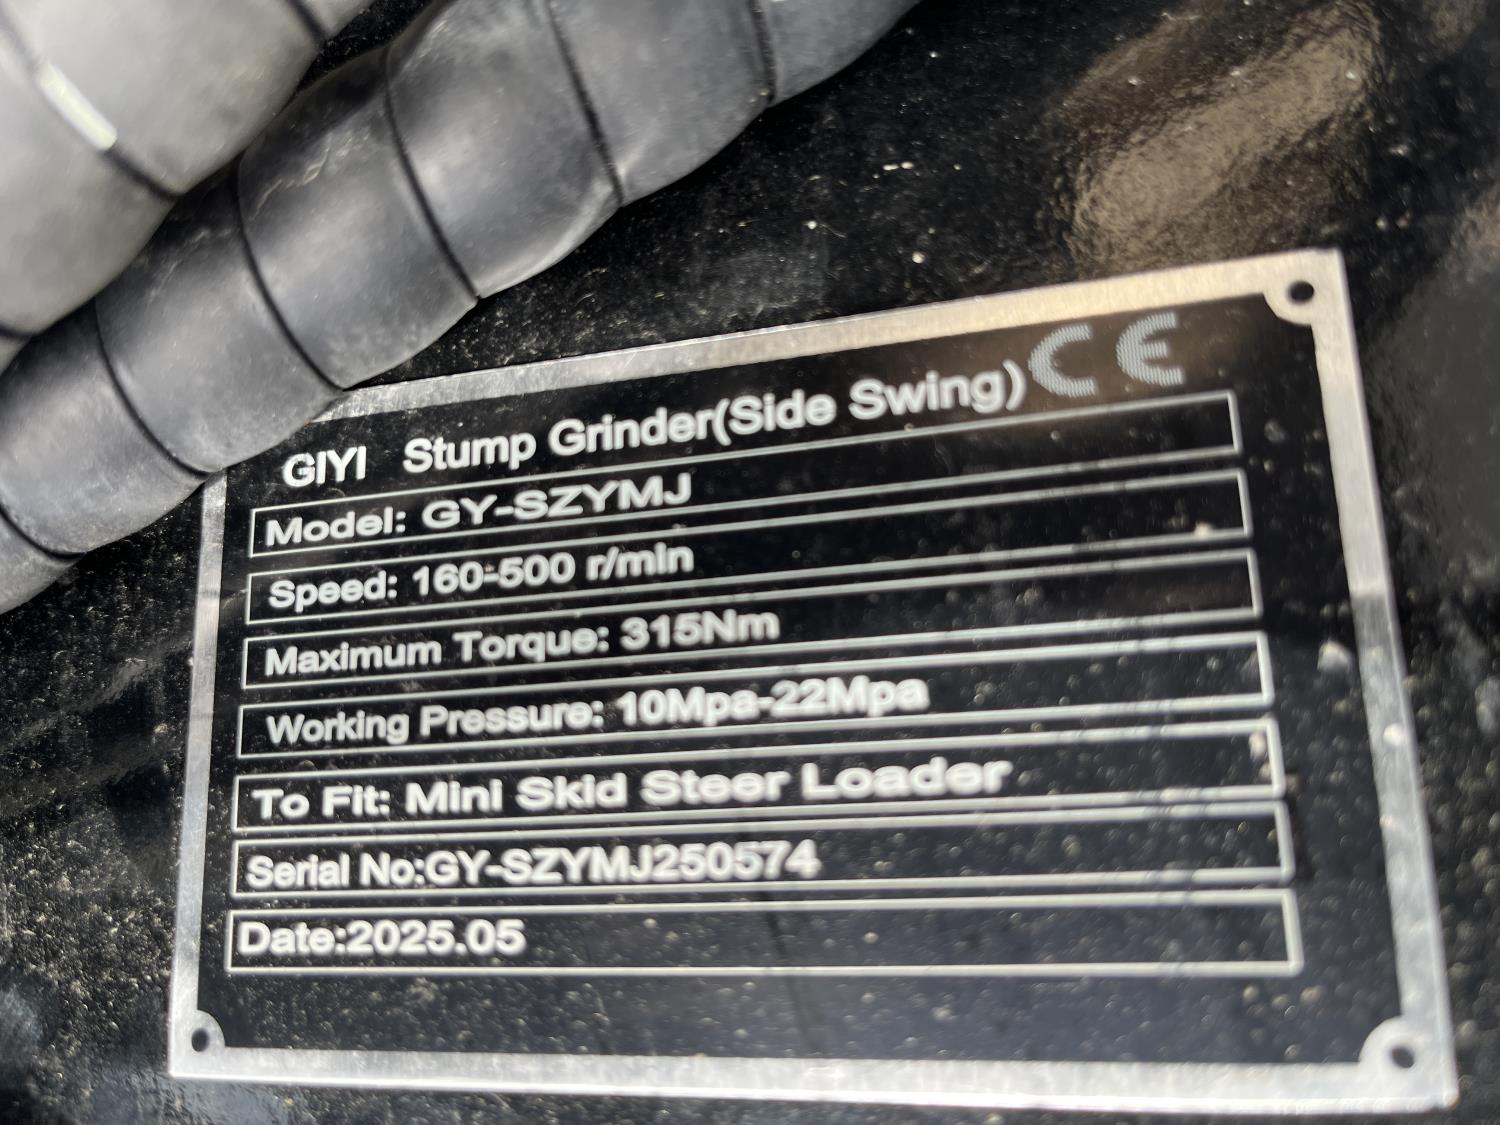 GIYI Stump Grinder(Side Swing) CE
Model: GY-SZYMJ
Speed: 160-500 r/min
Maximum Torque: 315Nm
Working Pressure: 10Mpa-22Mpa
To Fit: Mini Skid Steer Loader
Serial No:GY-SZYMJ250574
Date:2025.05